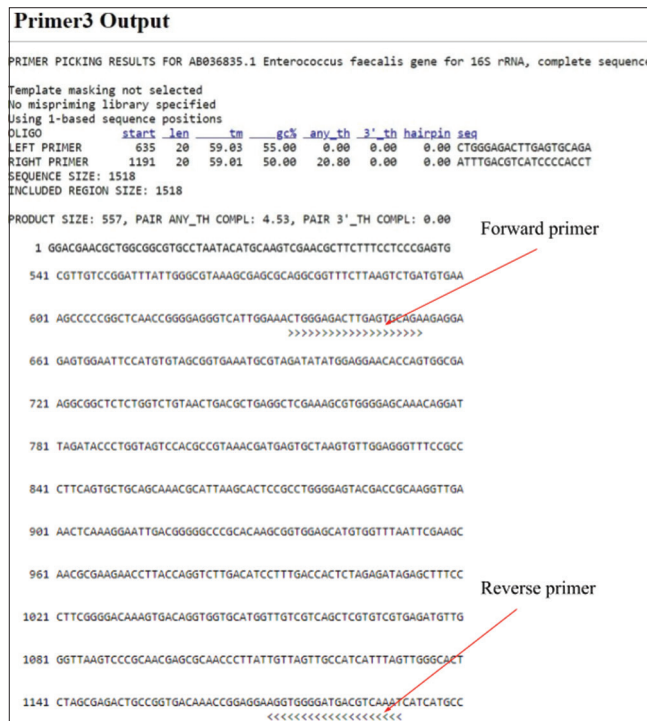 Primer3 Output
PRIMER PICKING RESULTS FOR AB036835.1 Enterococcus faecalis gene for 16S rRNA, complete sequence
Template masking not selected
No mispriming library specified
Using 1-based sequence positions
OLIGO start len tm gc% any_th 3'_th hairpin seq
LEFT PRIMER 635 20 59.03 55.00 0.00 0.00 0.00 CTGGGAGACTTGAGTGCAGA
RIGHT PRIMER 1191 20 59.01 50.00 20.80 0.00 0.00 ATTTGACGTCATCCCCACCT
SEQUENCE SIZE: 1518
INCLUDED REGION SIZE: 1518
PRODUCT SIZE: 557, PAIR ANY_TH COMPL: 4.53, PAIR 3'_TH COMPL: 0.00
Forward primer
1 GGACGAACGCTGGCGGCGTGCCTAATACATGCAAGTCGAACGCTTCTTTCCTCCCGAGTG
541 CGTTGTCCGGATTTATTGGGCGTAAAGCGAGCGCAGGCGGTTTCTTAAGTCTGATGTGAA
601 AGCCCCCGGCTCAACCGGGGAGGGTCATTGGAAACTGGGAGACTTGAGTGCAGAAGAGGA
>>>>>>>>>>>>>>>>>>>>
661 GAGTGGAATTCCATGTGTAGCGGTGAAATGCGTAGATATATGGAGGAACACCAGTGGCGA
721 AGGCGGCTCTCTGGTCTGTAACTGACGCTGAGGCTCGAAAGCGTGGGGAGCAAACAGGAT
781 TAGATACCCTGGTAGTCCACGCCGTAAACGATGAGTGCTAAGTGTTGGAGGGTTTCCGCC
841 CTTCAGTGCTGCAGCAAACGCATTAAGCACTCCGCCTGGGGAGTACGACCGCAAGGTTGA
901 AACTCAAAGGAATTGACGGGGGCCCGCACAAGCGGTGGAGCATGTGGTTTAATTCGAAGC
961 AACGCGAAGAACCTTACCAGGTCTTGACATCCTTTGACCACTCTAGAGATAGAGCTTTCC
Reverse primer
1021 CTTCGGGGACAAAGTGACAGGTGGTGCATGGTTGTCGTCAGCTCGTGTCGTGAGATGTTG
1081 GGTTAAGTCCCGCAACGAGCGCAACCCTTATTGTTAGTTGCCATCATTTAGTTGGGCACT
1141 CTAGCGAGACTGCCGGTGACAAACCGGAGGAAGGTGGGGATGACGTCAAATCATCATGCC
<<<<<<<<<<<<<<<<<<<<